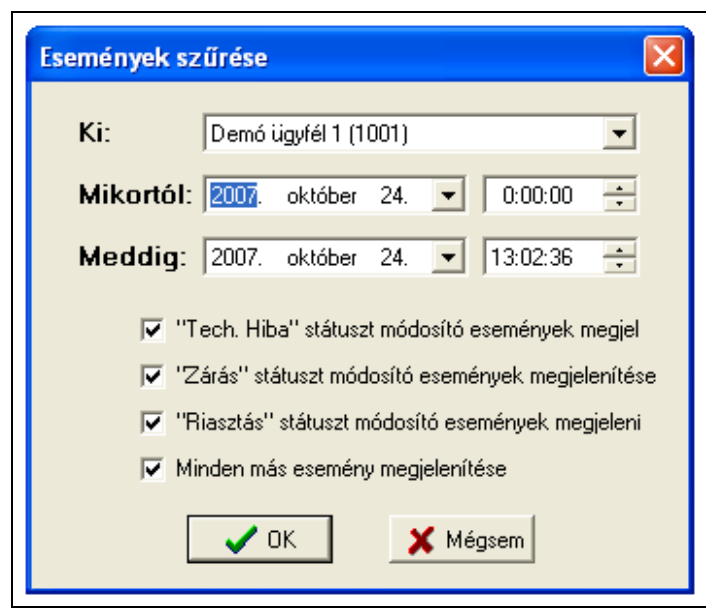 Események szűrése
Ki: Demó ügyfél 1 (1001)
Mikortól: 2007. október 24. 0:00:00
Meddig: 2007. október 24. 13:02:36
"Tech. Hiba" státuszt módosító események megjel
"Zárás" státuszt módosító események megjelenítése
"Riasztás" státuszt módosító események megjeleni
Minden más esemény megjelenítése
OK Mégsem